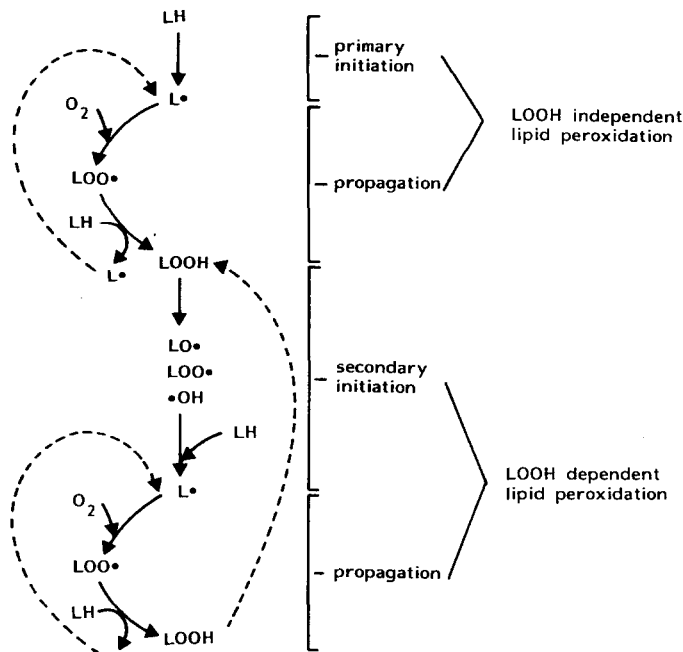 LH
primary
initiation
L•
O2
LOOH independent
lipid peroxidation
LOO•
propagation
LH
LOOH
L•
LO•
LOO•
•OH
secondary
initiation
LH
L•
O2
LOOH dependent
lipid peroxidation
LOO•
propagation
LH
LOOH